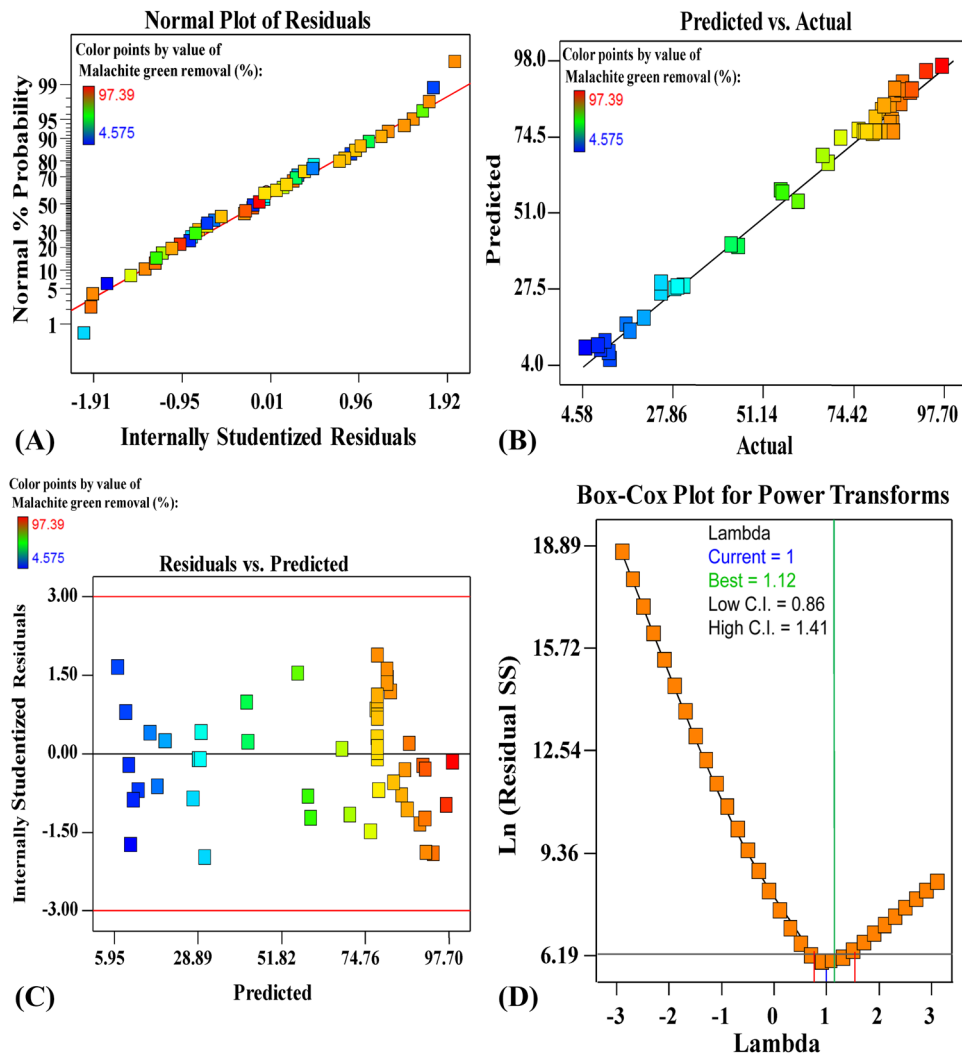 Normal Plot of Residuals
Color points by value of
Malachite green removal (%):
97.39
4.575
Normal % Probability
99
95
90
80
70
50
30
20
10
5
1
-1.91
-0.95
0.01
0.96
1.92
(A)
Internally Studentized Residuals
Predicted vs. Actual
Color points by value of
Malachite green removal (%):
97.39
4.575
Predicted
98.0
74.5
51.0
27.5
4.0
4.58
27.86
51.14
74.42
97.70
(B)
Actual
Color points by value of
Malachite green removal (%):
97.39
4.575
Residuals vs. Predicted
Internally Studentized Residuals
3.00
1.50
0.00
-1.50
-3.00
5.95
28.89
51.82
74.76
97.70
(C)
Predicted
Box-Cox Plot for Power Transforms
Lambda
Current = 1
Best = 1.12
Low C.I. = 0.86
High C.I. = 1.41
Ln (Residual SS)
18.89
15.72
12.54
9.36
6.19
-3
-2
-1
0
1
2
3
(D)
Lambda